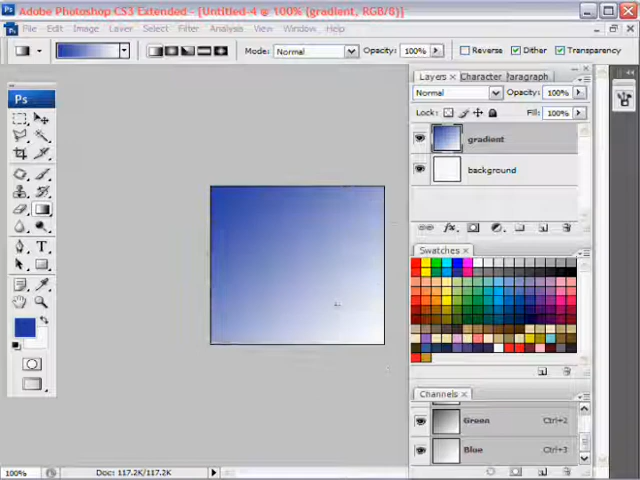 Ps Adobe Photoshop CS3 Extended - [Untitled-4 @ 100% (gradient, RGB/8)]
File Edit Image Layer Select Filter Analysis View Window Help
Mode: Normal Opacity: 100% Reverse Dither Transparency
Layers × Character Paragraph
Normal Opacity: 100%
Lock: Fill: 100%
gradient
background
Ps
Swatches ×
T
Channels ×
Green Ctrl+2
Blue Ctrl+3
100% Doc: 117.2K/117.2K